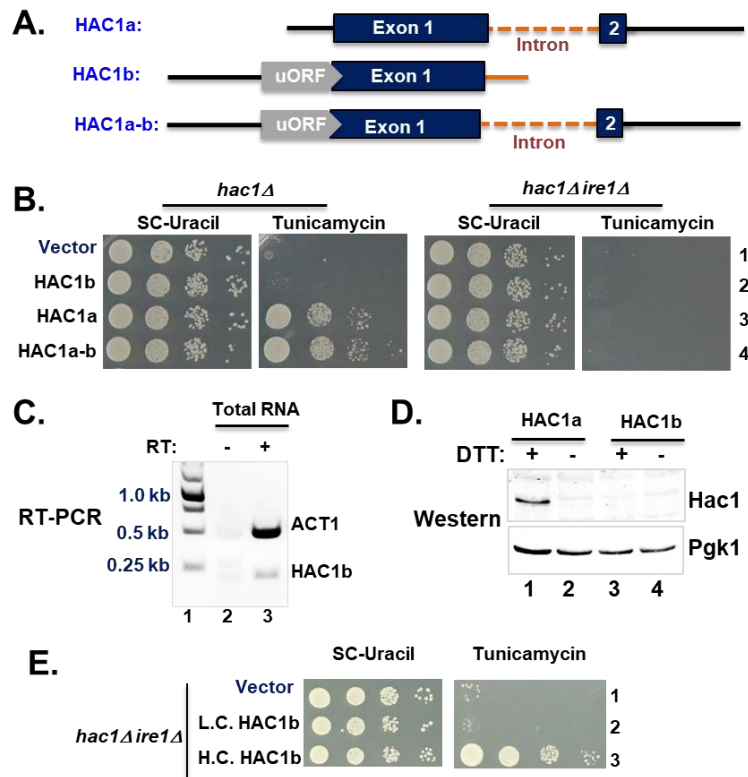 A.
HAC1a: Exon 1 2
Intron
HAC1b: uORF Exon 1
HAC1a-b: uORF Exon 1 2
Intron
B.
hac1Δ hac1Δ ire1Δ
SC-Uracil Tunicamycin SC-Uracil Tunicamycin
Vector 1
HAC1b 2
HAC1a 3
HAC1a-b 4
C.
Total RNA
RT: - +
1.0 kb
RT-PCR
0.5 kb ACT1
0.25 kb HAC1b
1 2 3
D.
HAC1a HAC1b
DTT: + - + -
Hac1
Western
Pgk1
1 2 3 4
E.
SC-Uracil Tunicamycin
Vector 1
L.C. HAC1b 2
hac1Δ ire1Δ
H.C. HAC1b 3